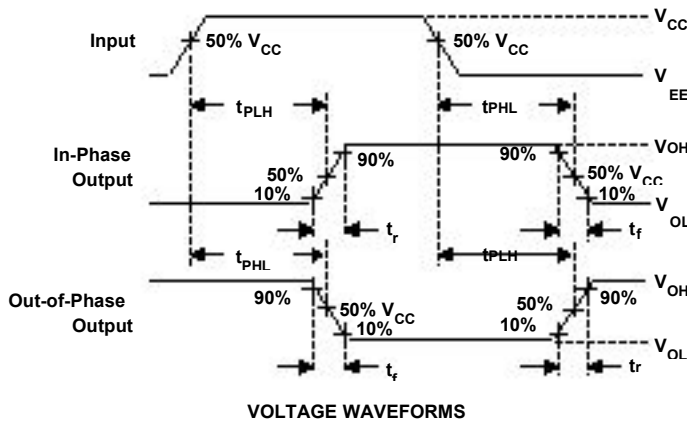 Input
50% VCC
50% VCC
VCC
VEE
tPLH
tPHL
In-Phase
Output
50%
10%
90%
90%
50% VCC
10%
VOH
VOL
tr
tf
tPHL
tPLH
Out-of-Phase
Output
90%
50% VCC
10%
50%
10%
90%
VOH
VOL
tf
tr
VOLTAGE WAVEFORMS